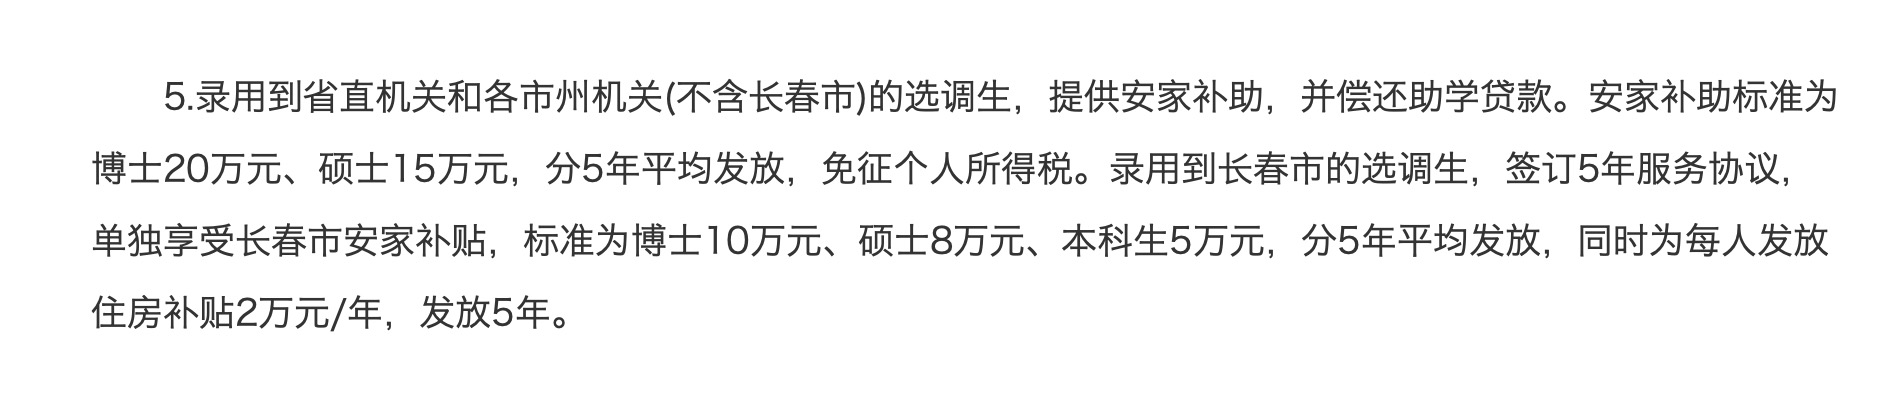 5.录用到省直机关和各市州机关(不含长春市)的选调生，提供安家补助，并偿还助学贷款。安家补助标准为
博士20万元、硕士15万元，分5年平均发放，免征个人所得税。录用到长春市的选调生，签订5年服务协议，
单独享受长春市安家补贴，标准为博士10万元、硕士8万元、本科生5万元，分5年平均发放，同时为每人发放
住房补贴2万元/年，发放5年。